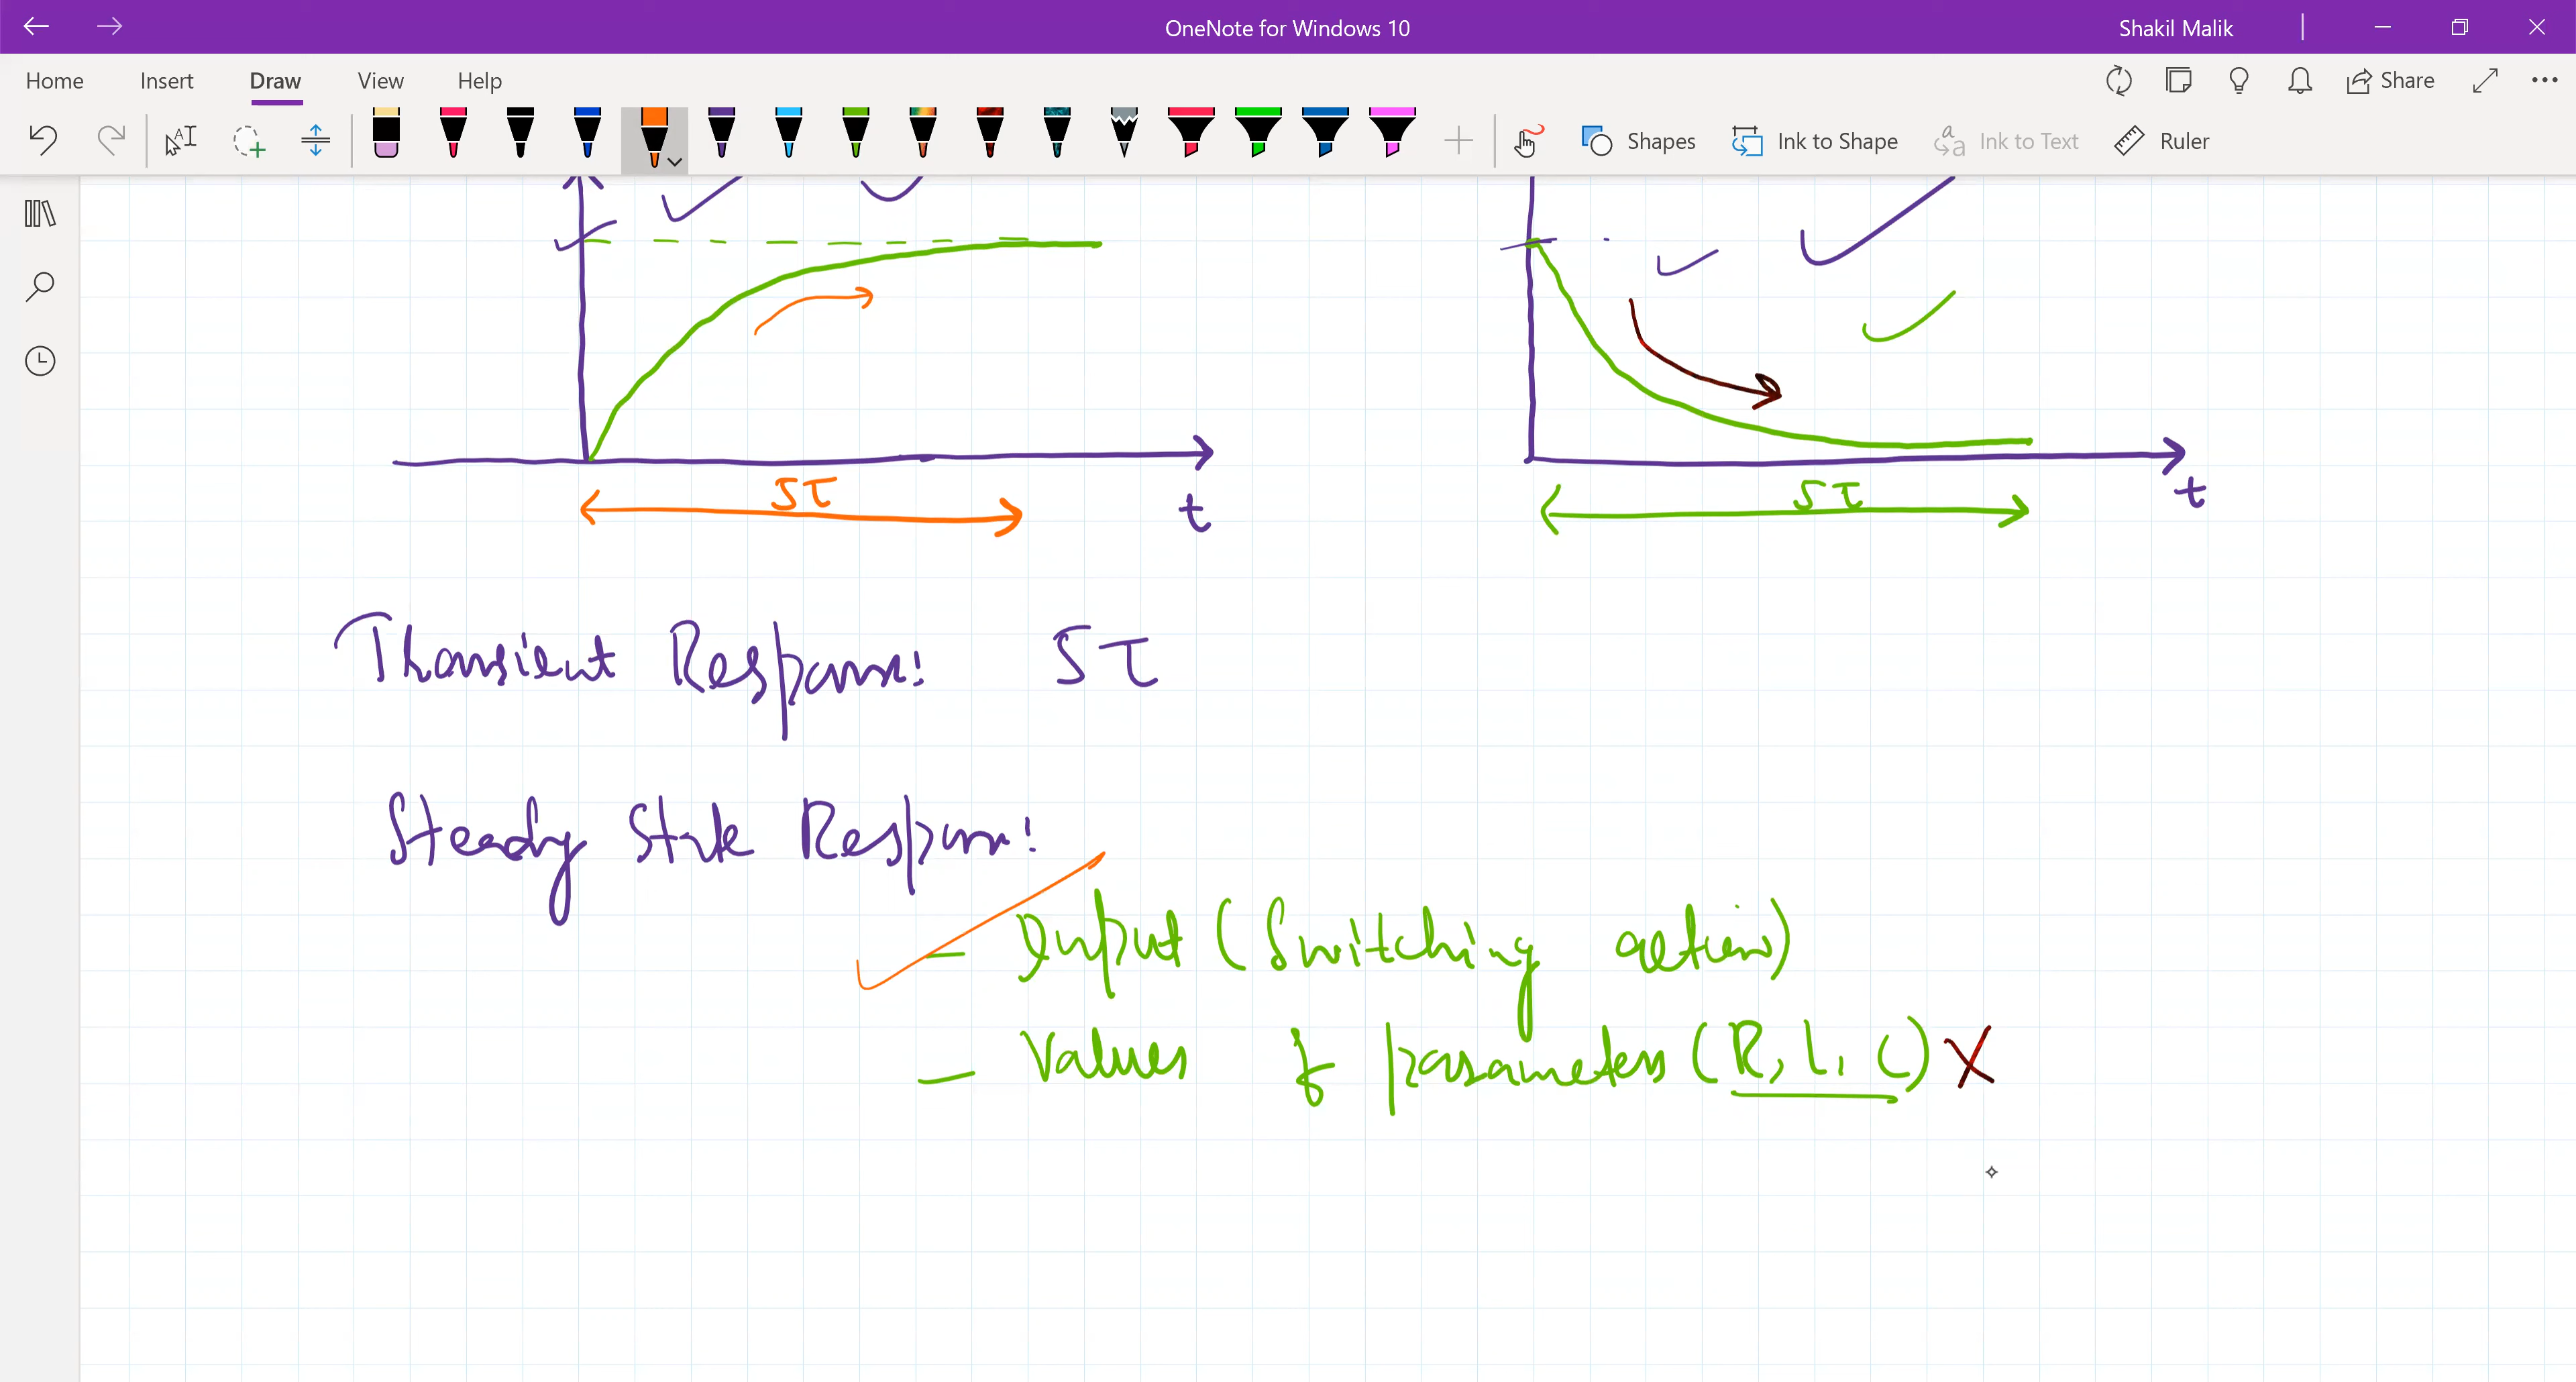 OneNote for Windows 10
Shakil Malik
Home Insert Draw View Help
Share
Shapes Ink to Shape Ink to Text Ruler
5τ
t
5τ
t
Transient Response: 5τ
Steady State Response:
- Input (Switching action)
- Values of parameters (R, L, C) X